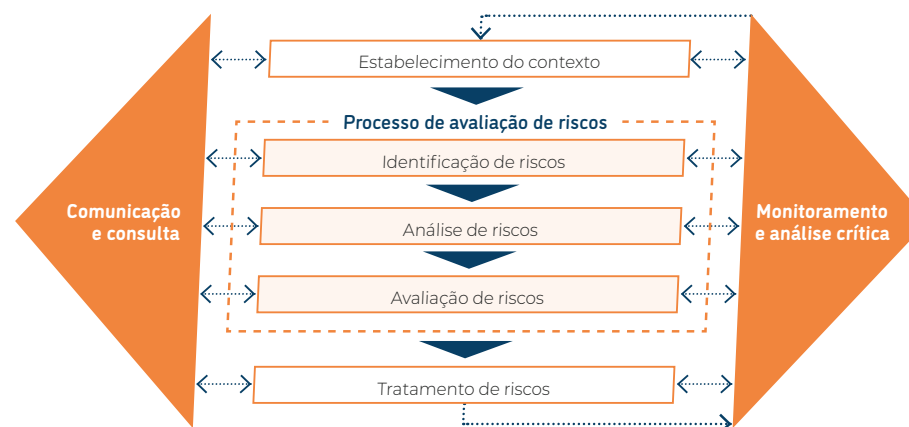 Estabelecimento do contexto
Processo de avaliação de riscos
Identificação de riscos
Comunicação
e consulta
Análise de riscos
Monitoramento
e análise crítica
Avaliação de riscos
Tratamento de riscos